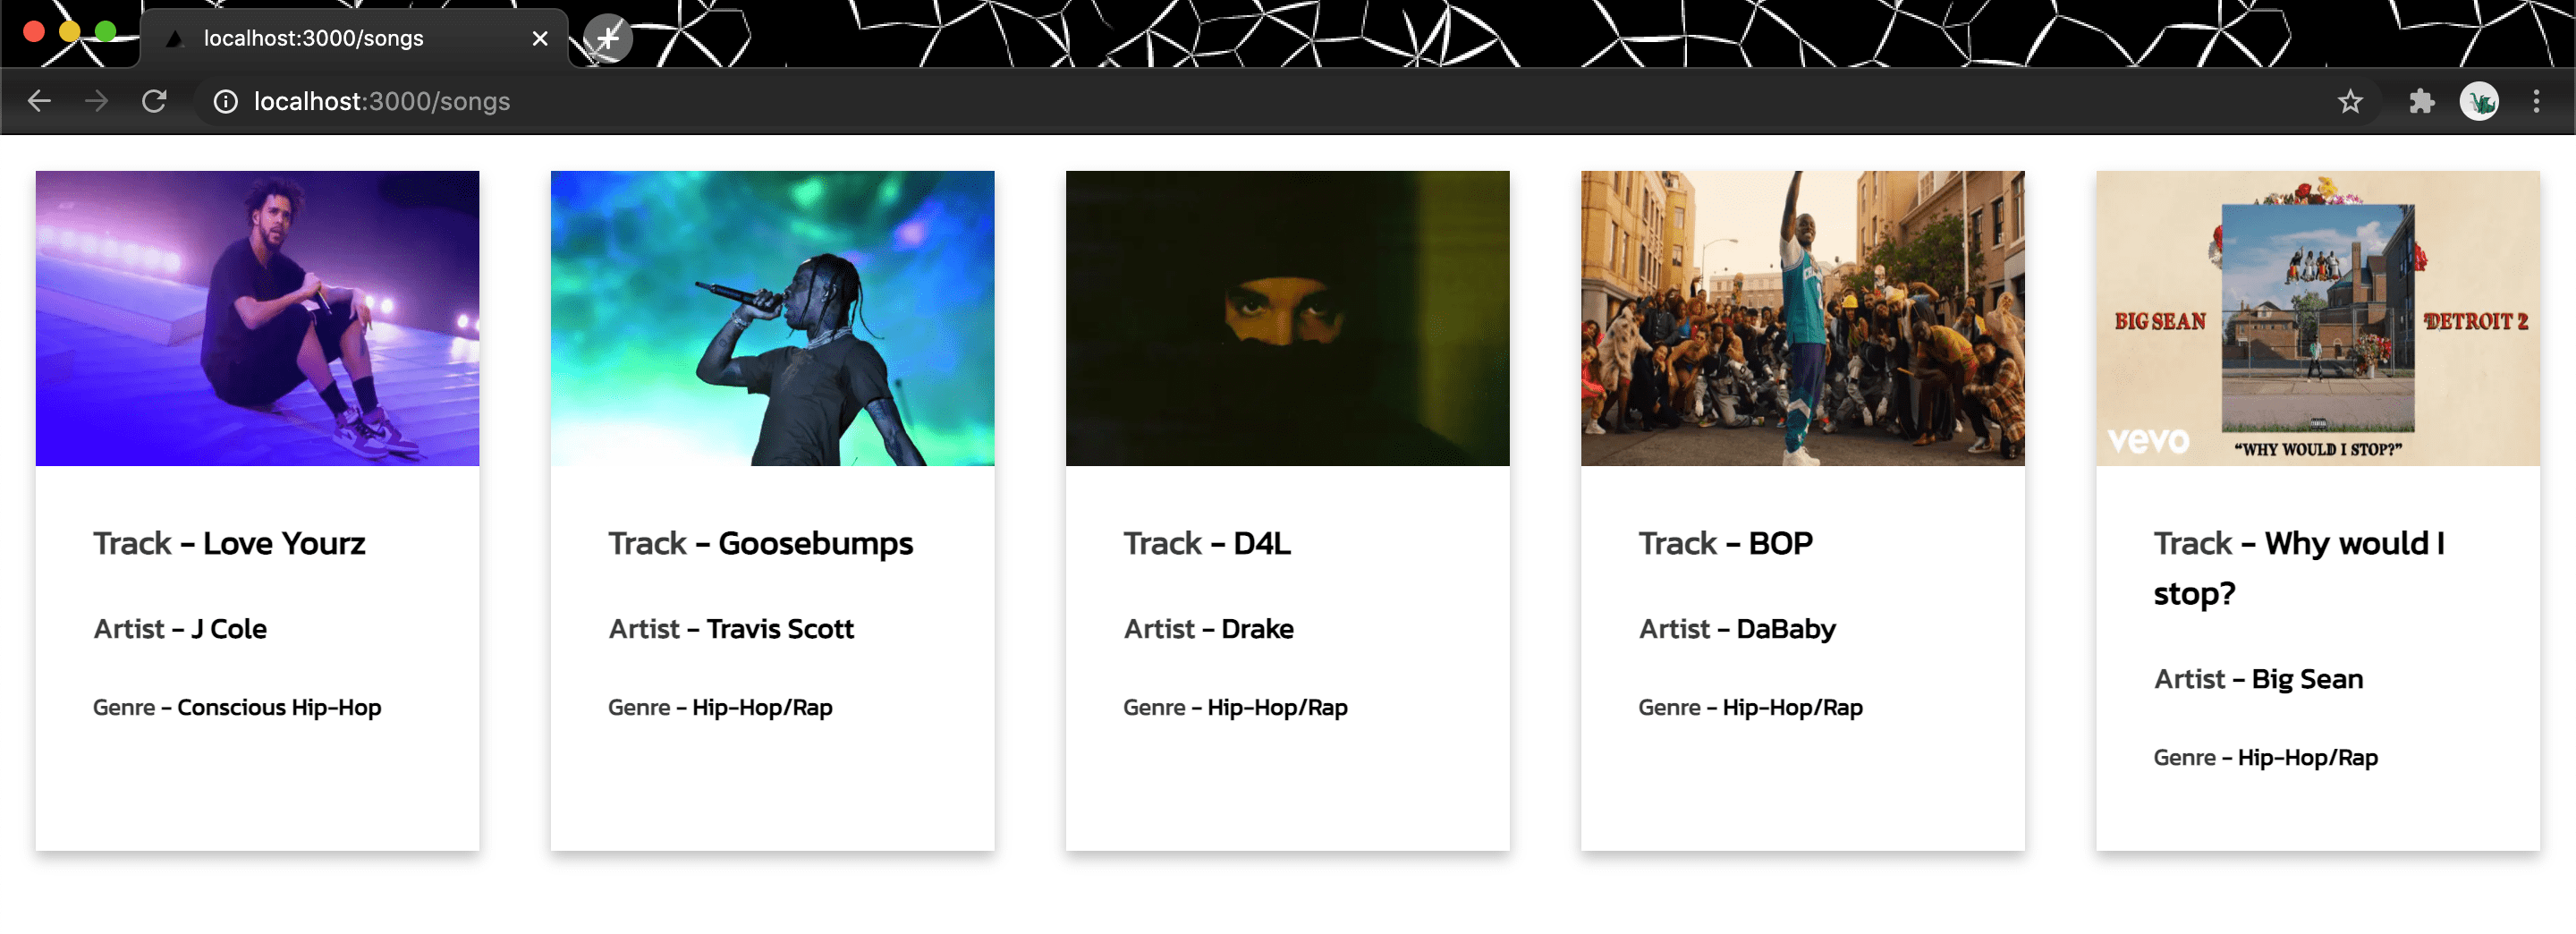 localhost:3000/songs
localhost:3000/songs
BIG SEAN
DETROIT 2
vevo
“WHY WOULD I STOP?”
Track - Love Yourz
Artist - J Cole
Genre - Conscious Hip-Hop
Track - Goosebumps
Artist - Travis Scott
Genre - Hip-Hop/Rap
Track - D4L
Artist - Drake
Genre - Hip-Hop/Rap
Track - BOP
Artist - DaBaby
Genre - Hip-Hop/Rap
Track - Why would I
stop?
Artist - Big Sean
Genre - Hip-Hop/Rap